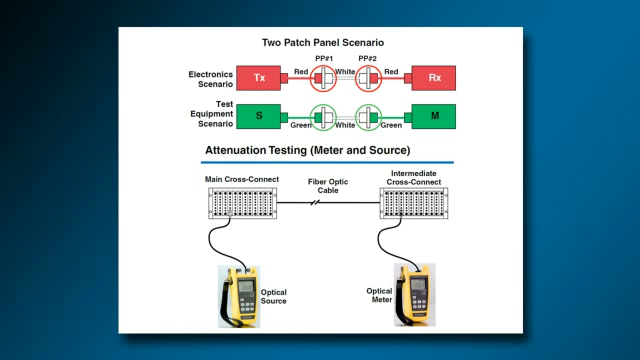 Two Patch Panel Scenario
PP#1 PP#2
Electronics
Scenario
Tx Red White Red Rx
Test
Equipment
Scenario
S Green White Green M
Attenuation Testing (Meter and Source)
Main Cross-Connect
Fiber Optic
Cable
Intermediate
Cross-Connect
Optical
Source
Optical
Meter